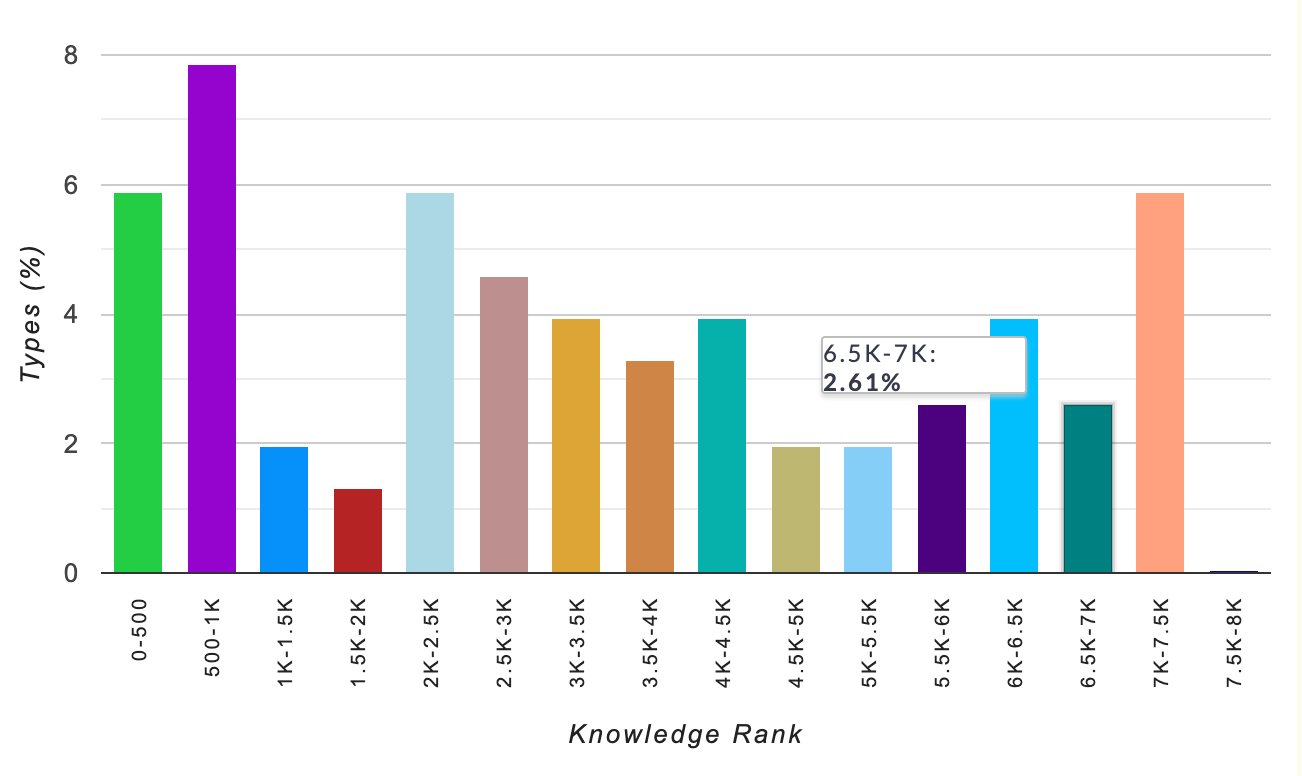 8
6
4
2
0
Types (%)
6.5K-7K:
2.61%
0-500
500-1K
1K-1.5K
1.5K-2K
2K-2.5K
2.5K-3K
3K-3.5K
3.5K-4K
4K-4.5K
4.5K-5K
5K-5.5K
5.5K-6K
6K-6.5K
6.5K-7K
7K-7.5K
7.5K-8K
Knowledge Rank